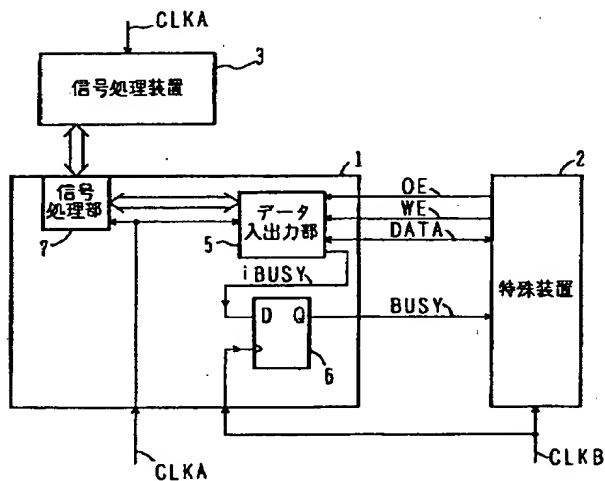 CLKA
3
信号処理装置
1
2
信号
処理部
7
データ
入出力部
5
OE
WE
DATA
iBUSY
BUSY
特殊装置
D Q
6
CLKA
CLKB